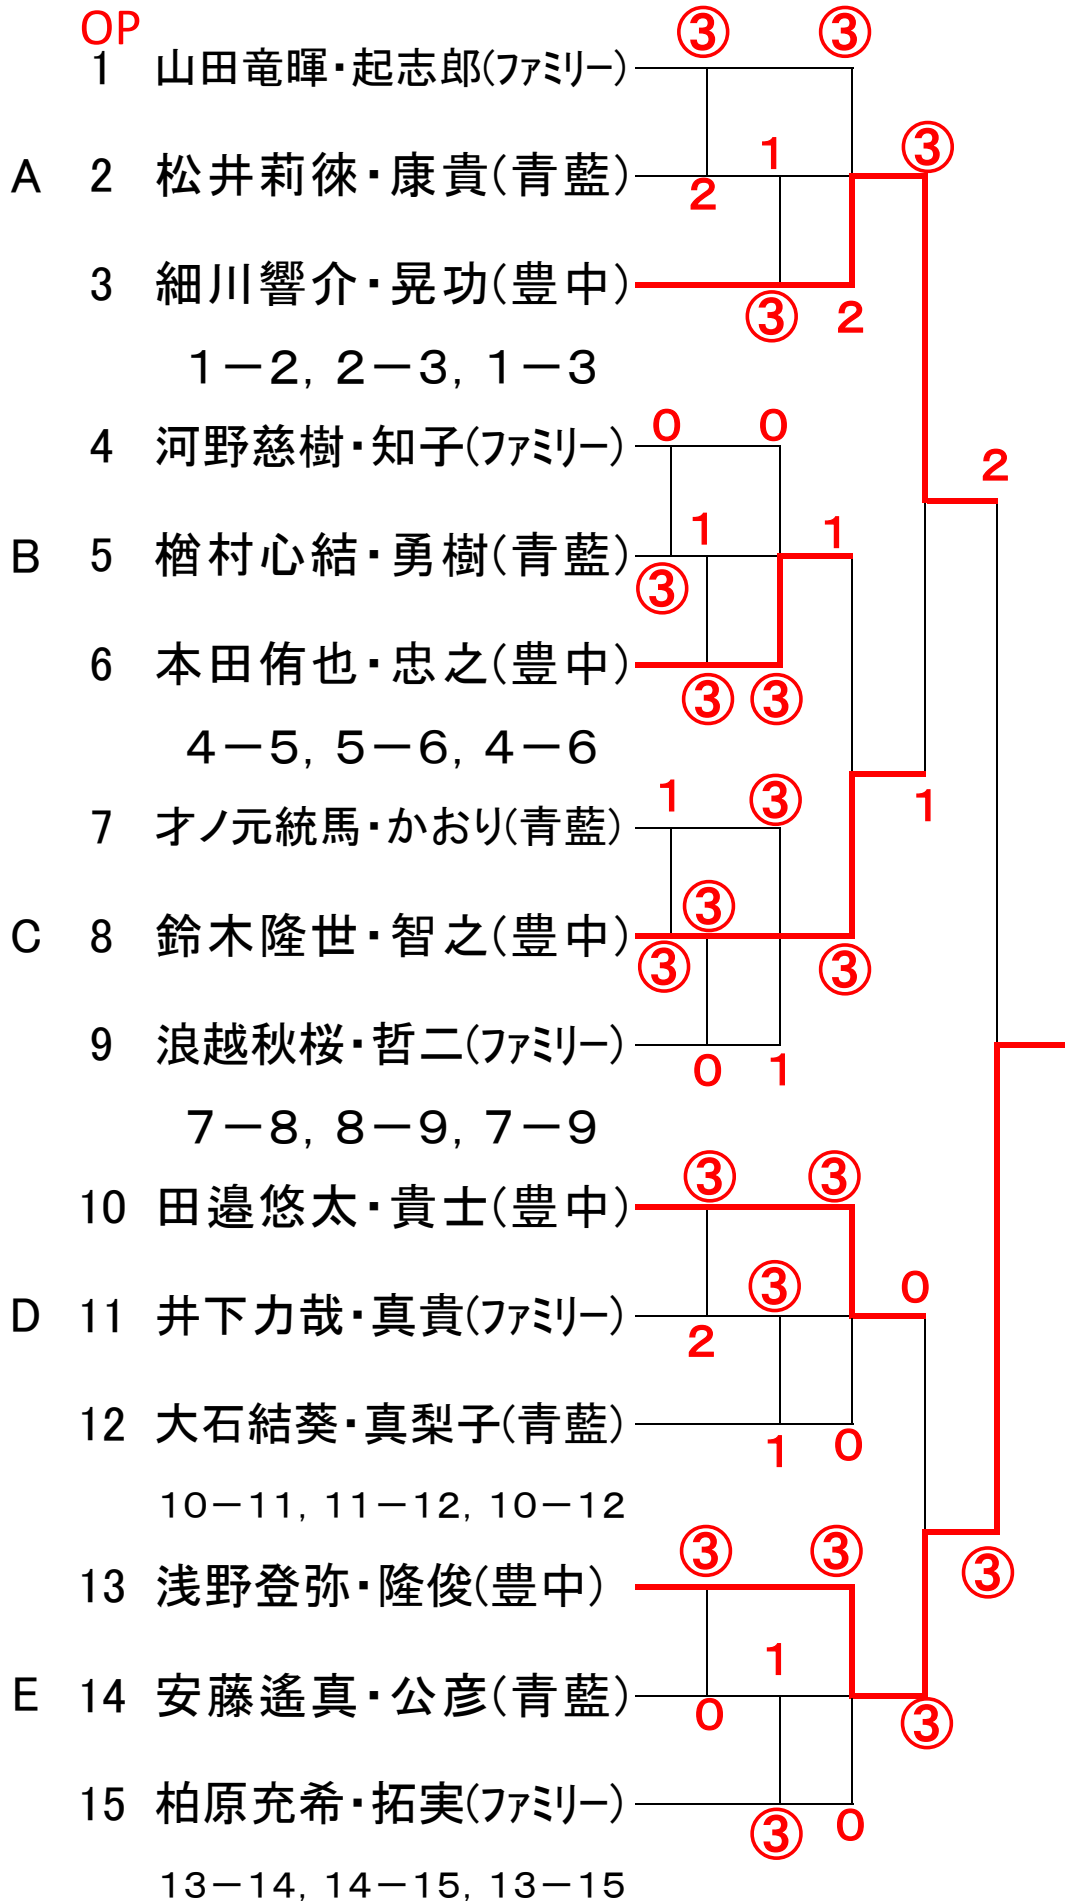 OP
③ ③
1 山田竜暉・起志郎(ファミリー)
③
1
A 2 松井莉徠・康貴(青藍)
2
3 細川響介・晃功(豊中)
③ 2
1－2, 2－3, 1－3
0 0
4 河野慈樹・知子(ファミリー)
2
1 1
B 5 楢村心結・勇樹(青藍)
③
6 本田侑也・忠之(豊中)
③ ③
4－5, 5－6, 4－6
1 ③
1
7 才ノ元統馬・かおり(青藍)
③
C 8 鈴木隆世・智之(豊中)
③ ③
9 浪越秋桜・哲二(ファミリー)
0 1
7－8, 8－9, 7－9
③ ③
10 田邉悠太・貴士(豊中)
③ 0
D 11 井下力哉・真貴(ファミリー)
2
12 大石結葵・真梨子(青藍)
1 0
10－11, 11－12, 10－12
③ ③
③
13 浅野登弥・隆俊(豊中)
1
E 14 安藤遙真・公彦(青藍)
0 ③
15 柏原充希・拓実(ファミリー)
③ 0
13－14, 14－15, 13－15